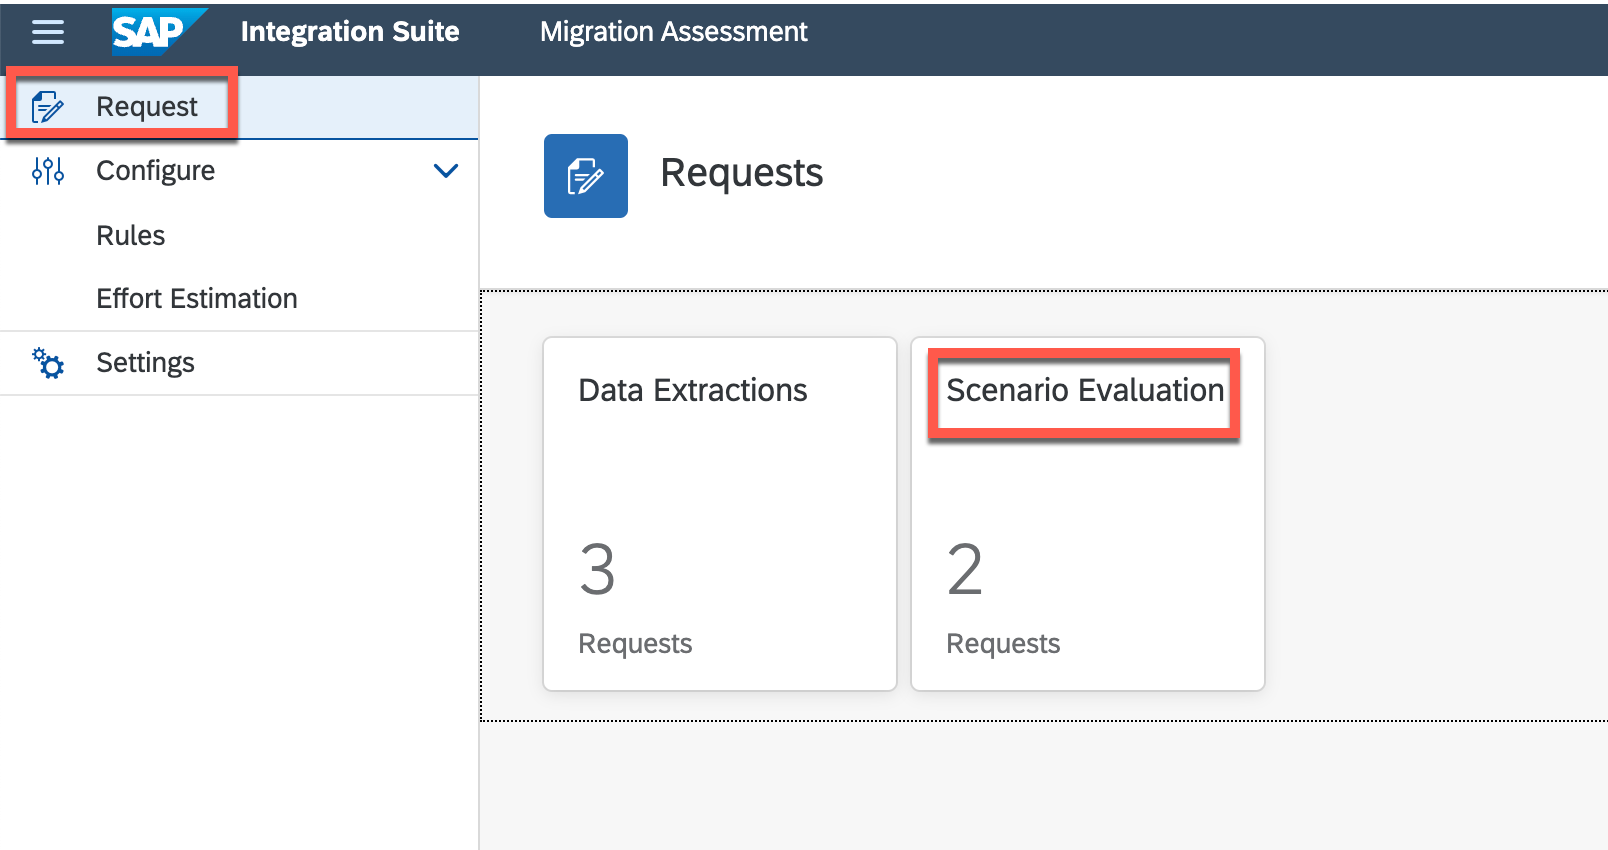 SAP Integration Suite Migration Assessment
Request
Configure
Rules
Effort Estimation
Settings
Requests
Data Extractions
3
Requests
Scenario Evaluation
2
Requests